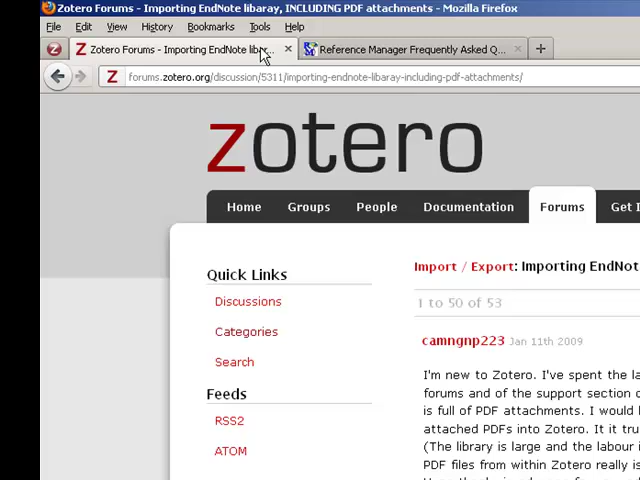 Zotero Forums - Importing EndNote libaray, INCLUDING PDF attachments - Mozilla Firefox
File Edit View History Bookmarks Tools Help
Zotero Forums - Importing EndNote libar... × Reference Manager Frequently Asked Q... × +
forums.zotero.org/discussion/5311/importing-endnote-libaray-including-pdf-attachments/
zotero
Home Groups People Documentation Forums Get
Quick Links
Discussions
Categories
Search
Feeds
RSS2
ATOM
Import / Export: Importing EndNot
1 to 50 of 53
camngnp223 Jan 11th 2009
I'm new to Zotero. I've spent the la
forums and of the support section o
is full of PDF attachments. I would
attached PDFs into Zotero. It it tru
(The library is large and the labour i
PDF files from within Zotero really is